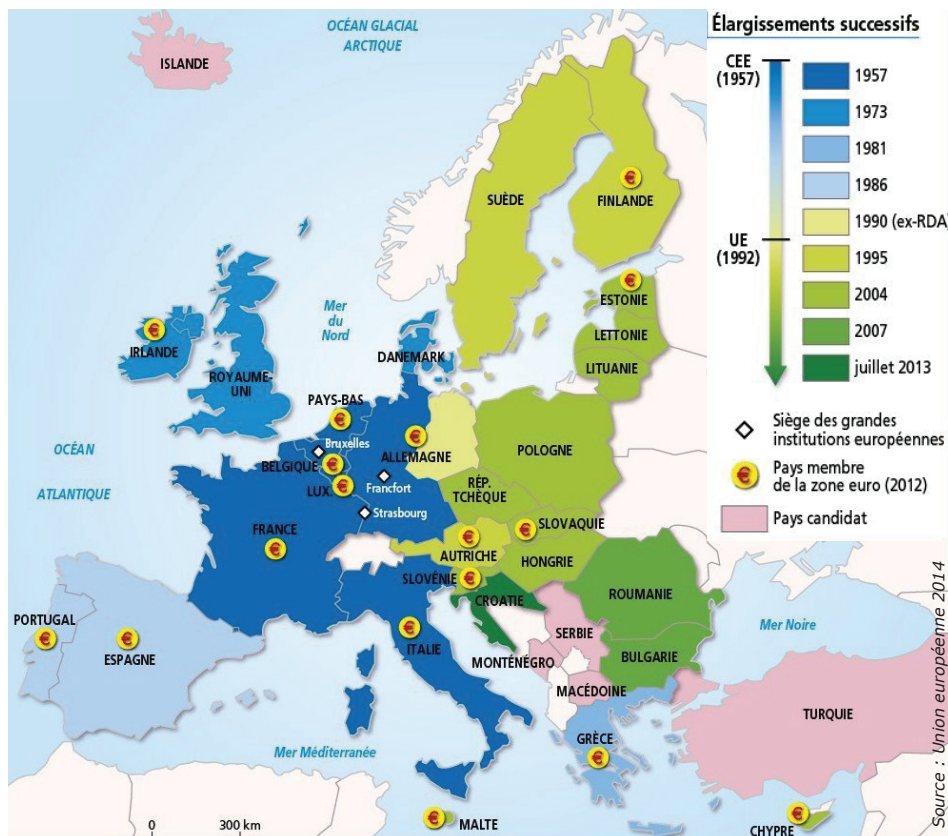 OCÉAN GLACIAL
ARCTIQUE
ISLANDE
SUÈDE
FINLANDE
€
€
ESTONIE
LETTONIE
LITUANIE
Mer
du
Nord
€
IRLANDE
ROYAUME-
UNI
DANEMARK
PAYS-BAS
€
Bruxelles
BELGIQUE
€
LUX.
€
€
ALLEMAGNE
Francfort
Strasbourg
POLOGNE
RÉP.
TCHÈQUE
OCÉAN
ATLANTIQUE
FRANCE
€
€
AUTRICHE
€
SLOVAQUIE
HONGRIE
SLOVÉNIE
€
CROATIE
ROUMANIE
PORTUGAL
€
€
ESPAGNE
€
ITALIE
SERBIE
MONTÉNÉGRO
BULGARIE
MACÉDOINE
Mer Noire
TURQUIE
GRÈCE
€
Mer Méditerranée
€
MALTE
€
CHYPRE
0 300 km
Élargissements successifs
CEE
(1957)
UE
(1992)
1957
1973
1981
1986
1990 (ex-RDA)
1995
2004
2007
juillet 2013
Siège des grandes
institutions européennes
€
Pays membre
de la zone euro (2012)
Pays candidat
Source : Union européenne 2014